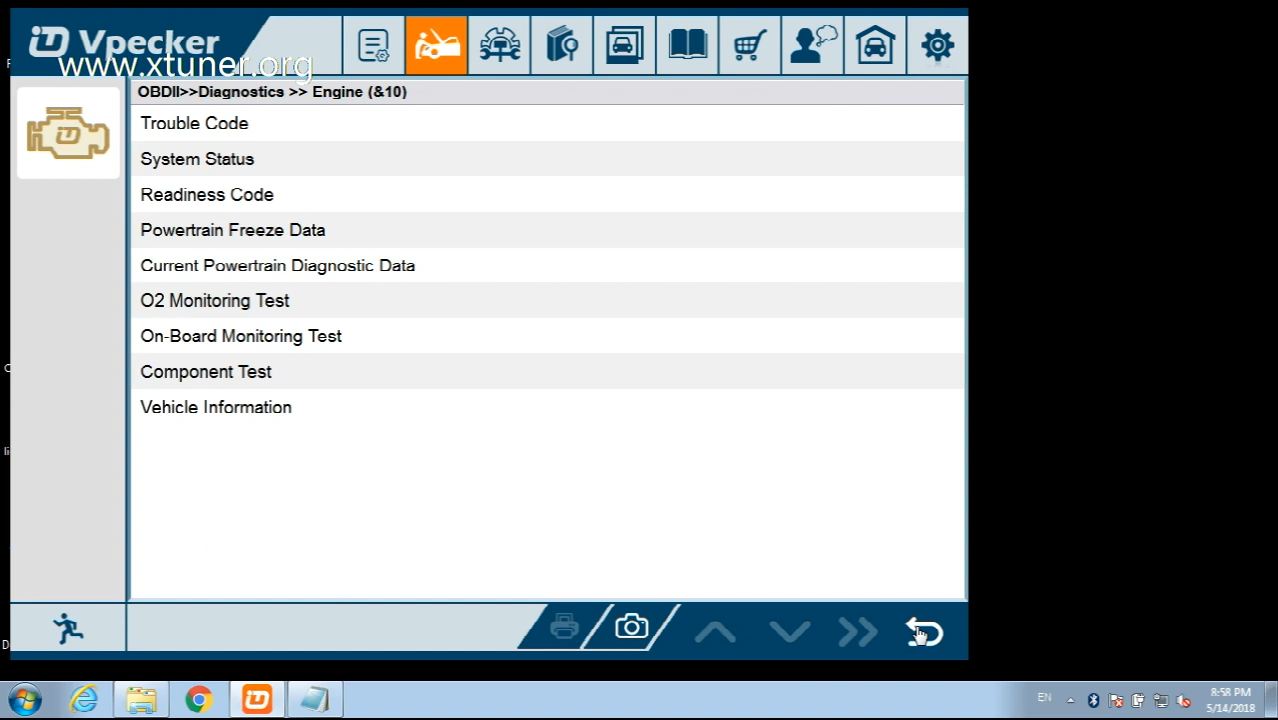 Vpecker
www.xtuner.org
OBDII>>Diagnostics >> Engine (&10)
Trouble Code
System Status
Readiness Code
Powertrain Freeze Data
Current Powertrain Diagnostic Data
O2 Monitoring Test
On-Board Monitoring Test
Component Test
Vehicle Information
EN
8:58 PM
5/14/2018